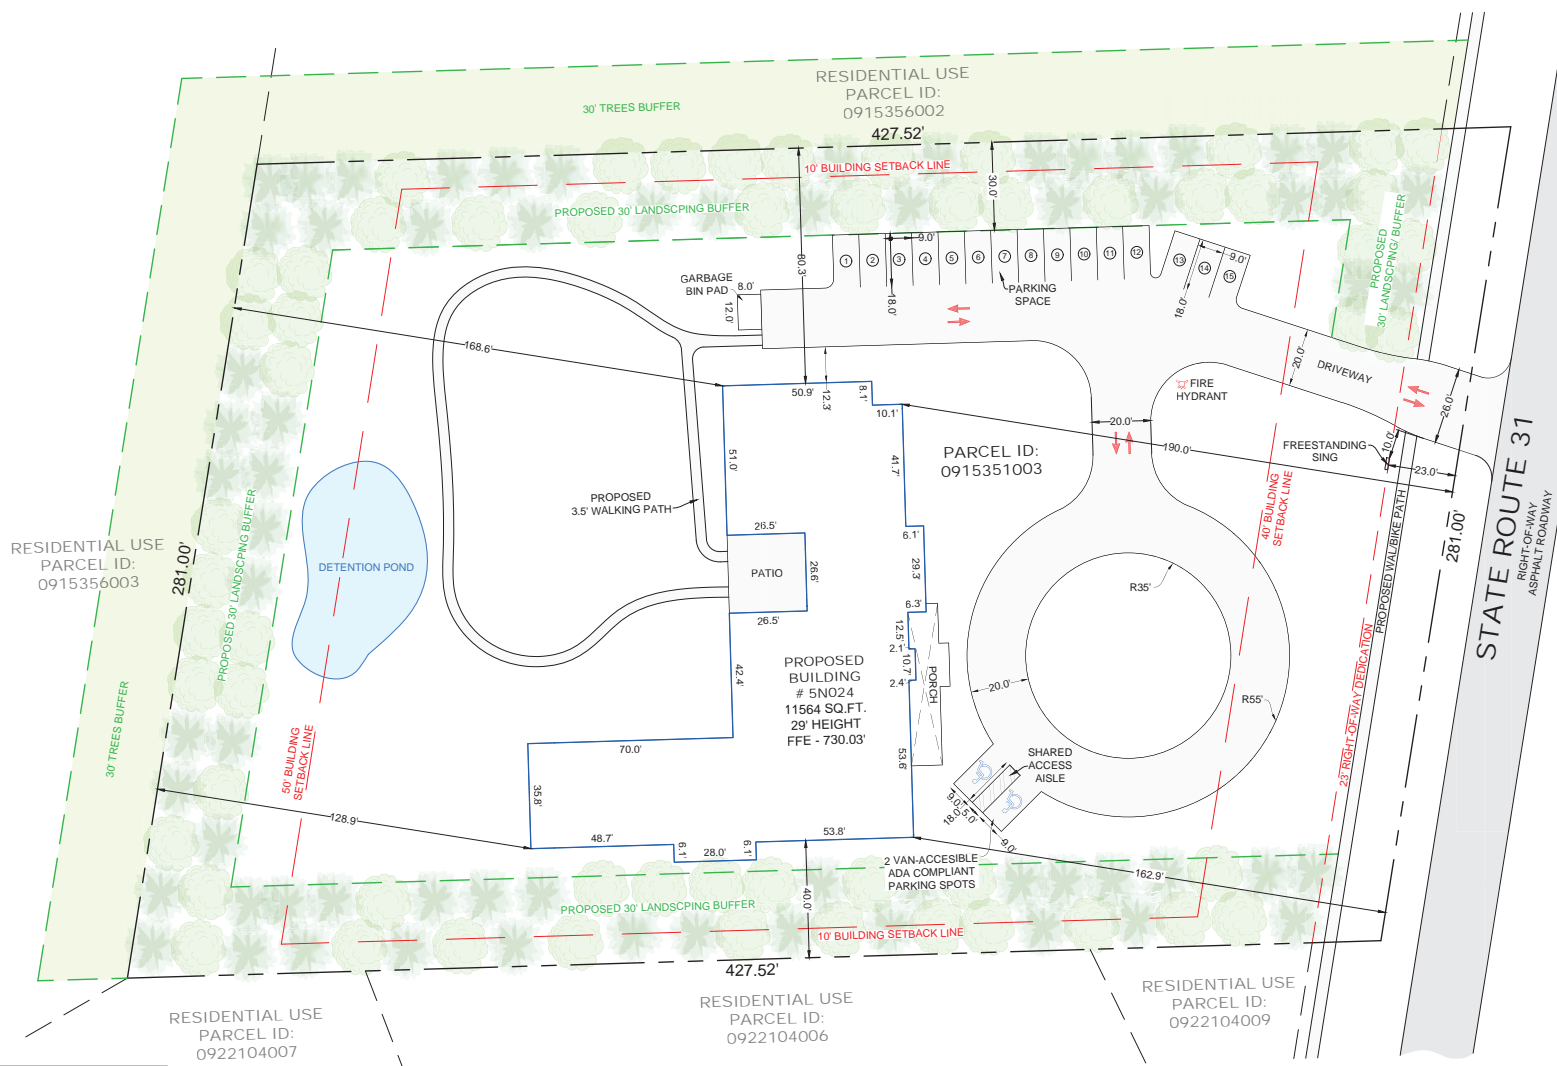 RESIDENTIAL USE
PARCEL ID:
0915356002
30' TREES BUFFER
427.52'
10' BUILDING SETBACK LINE
30.0'
PROPOSED 30' LANDSCPING BUFFER
PROPOSED
30' LANDSCPING/ BUFFER
80.3'
9.0'
1
2
3
4
5
6
7
8
9
10
11
12
13
14
15
9.0'
18.0'
18.0'
PARKING
SPACE
GARBAGE
BIN PAD
8.0'
12.0'
168.6'
50.9'
12.3'
8.1'
10.1'
20.0'
DRIVEWAY
26.0'
FIRE
HYDRANT
20.0'
190.0'
PARCEL ID:
0915351003
FREESTANDING
SING
10.0'
23.0'
STATE ROUTE 31
RIGHT-OF-WAY
ASPHALT ROADWAY
281.00'
40' BUILDING
SETBACK LINE
PROPOSED WAL/BIKE PATH
23' RIGHT-OF-WAY DEDICATION
51.0'
41.7'
PROPOSED
3.5' WALKING PATH
26.5'
6.1'
PATIO
26.6'
29.3'
26.5'
6.3'
12.5'
2.1'
10.7'
2.4'
PORCH
42.4'
PROPOSED
BUILDING
# 5N024
11564 SQ.FT.
29' HEIGHT
FFE - 730.03'
53.6'
R35'
R55'
20.0'
RESIDENTIAL USE
PARCEL ID:
0915356003
281.00'
PROPOSED 30' LANDSCPING BUFFER
DETENTION POND
30' TREES BUFFER
50' BUILDING
SETBACK LINE
70.0'
35.8'
128.9'
48.7'
6.1'
28.0'
6.1'
53.8'
SHARED
ACCESS
AISLE
9.0'
5.0'
18.0'
9.0'
2 VAN-ACCESIBLE
ADA COMPLIANT
PARKING SPOTS
162.9'
40.0'
PROPOSED 30' LANDSCPING BUFFER
10' BUILDING SETBACK LINE
427.52'
RESIDENTIAL USE
PARCEL ID:
0922104007
RESIDENTIAL USE
PARCEL ID:
0922104006
RESIDENTIAL USE
PARCEL ID:
0922104009